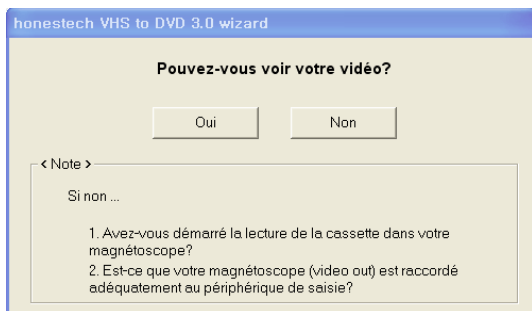 honestech VHS to DVD 3.0 wizard
Pouvez-vous voir votre vidéo?
Oui
Non
< Note >
Si non ...
1. Avez-vous démarré la lecture de la cassette dans votre
magnétoscope?
2. Est-ce que votre magnétoscope (video out) est raccordé
adéquatement au périphérique de saisie?